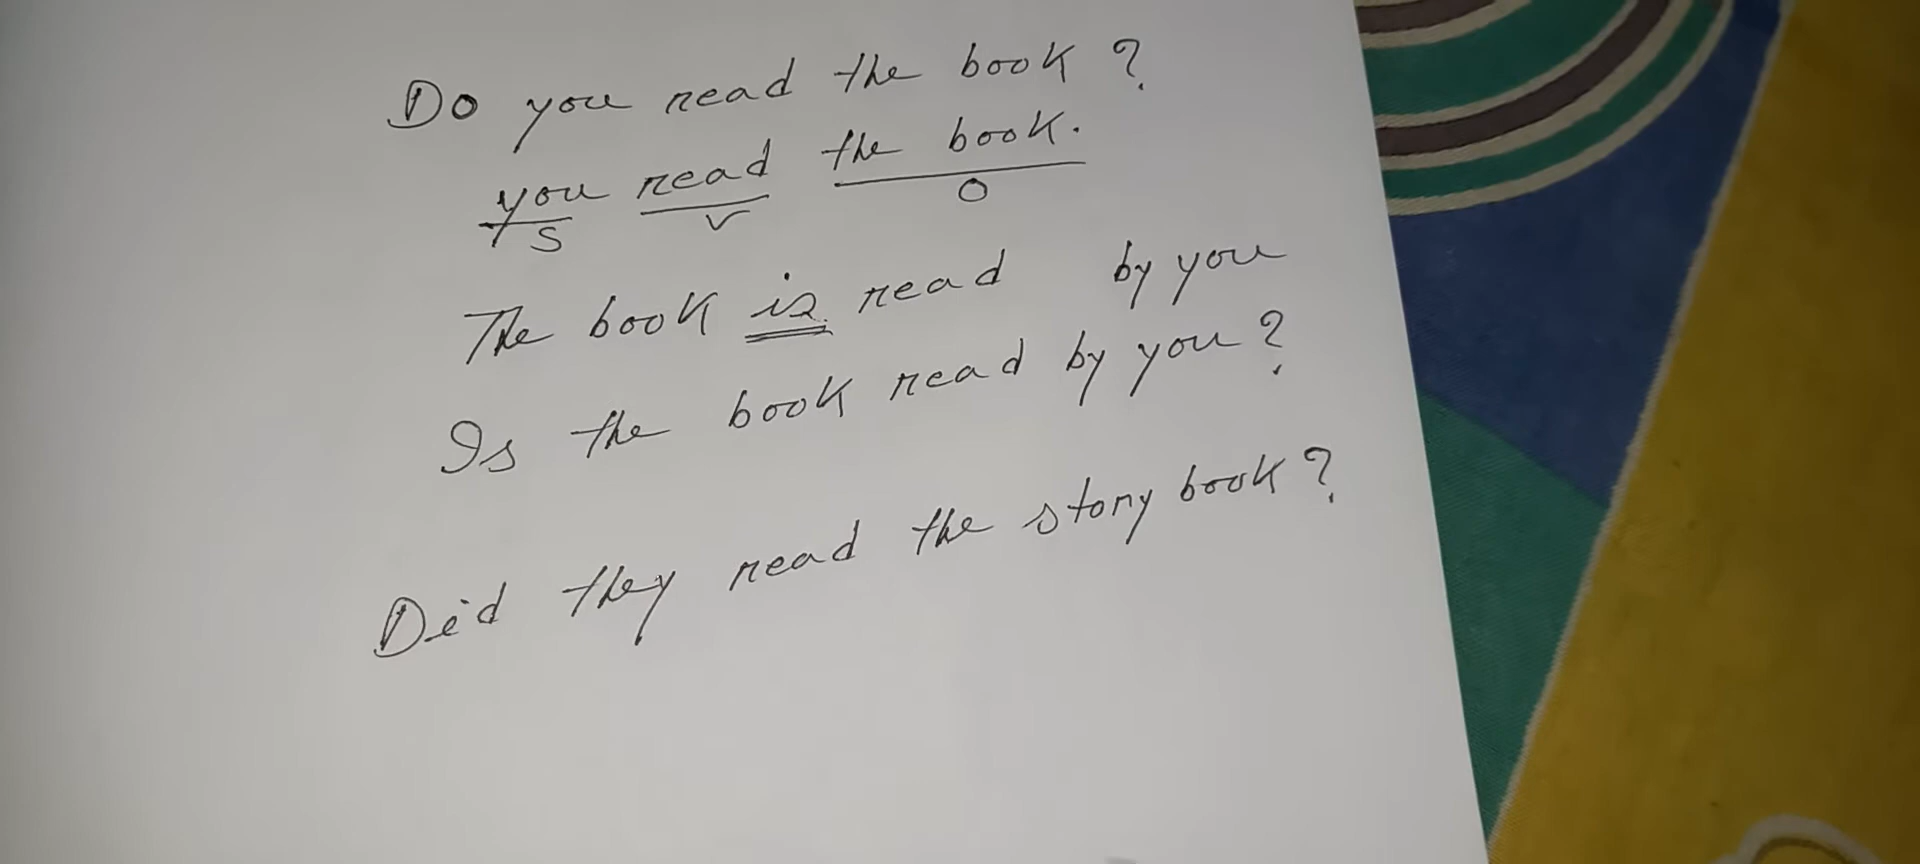 Do you read the book ?
you read the book.
S V O
The book is read by you
Is the book read by you ?
Did they read the story book ?